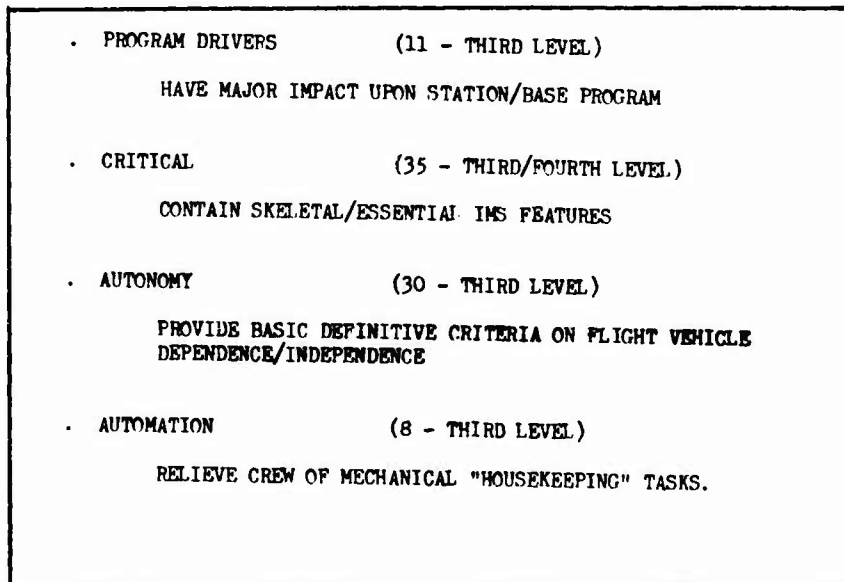 . PROGRAM DRIVERS (11 - THIRD LEVEL)
HAVE MAJOR IMPACT UPON STATION/BASE PROGRAM
. CRITICAL (35 - THIRD/FOURTH LEVEL)
CONTAIN SKELETAL/ESSENTIAL IMS FEATURES
. AUTONOMY (30 - THIRD LEVEL)
PROVIDE BASIC DEFINITIVE CRITERIA ON FLIGHT VEHICLE
DEPENDENCE/INDEPENDENCE
. AUTOMATION (8 - THIRD LEVEL)
RELIEVE CREW OF MECHANICAL "HOUSEKEEPING" TASKS.